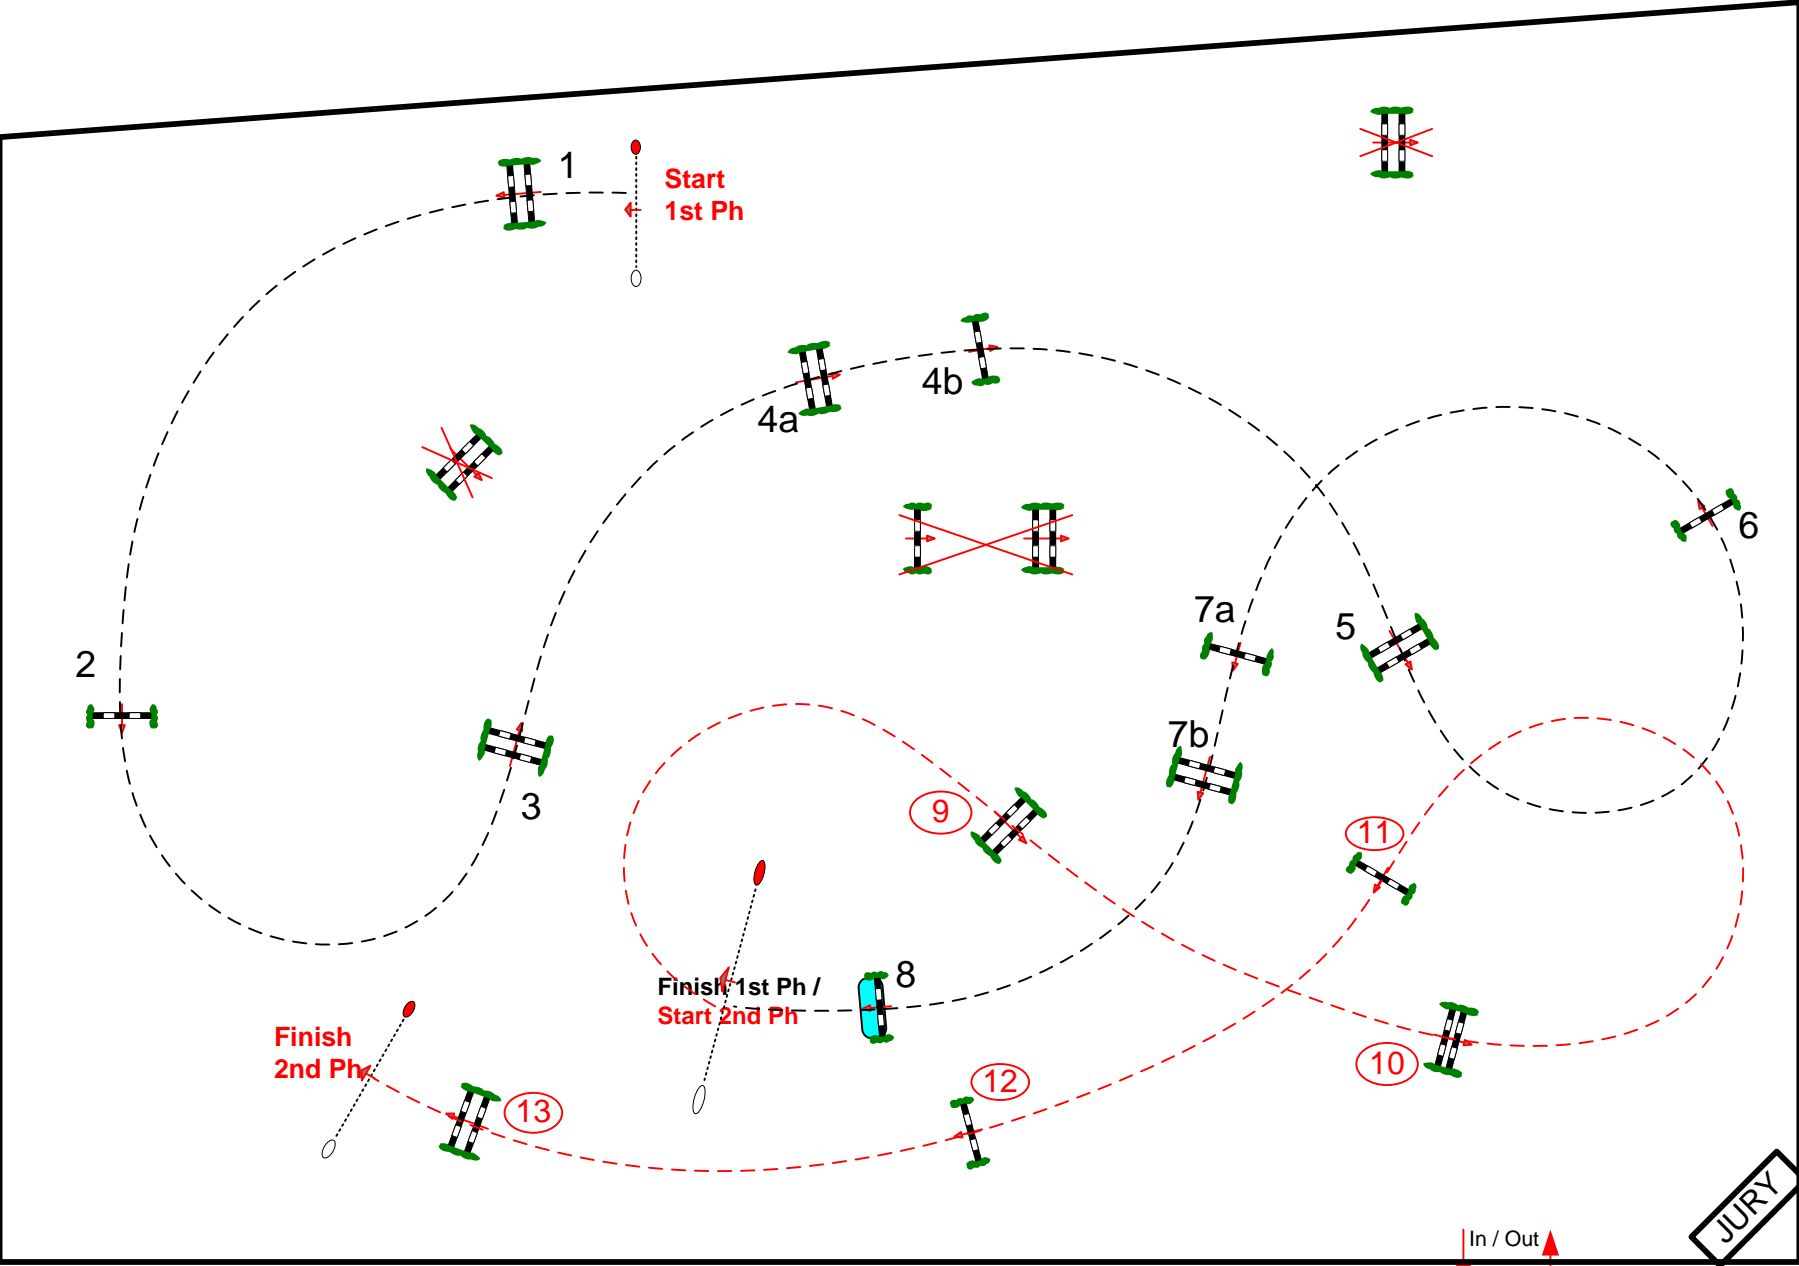 1
Start
1st Ph
4b
4a
6
7a
5
2
7b
3
9
11
8
Finish 1st Ph /
Start 2nd Ph
Finish
2nd Ph
10
12
13
JURY
In / Out